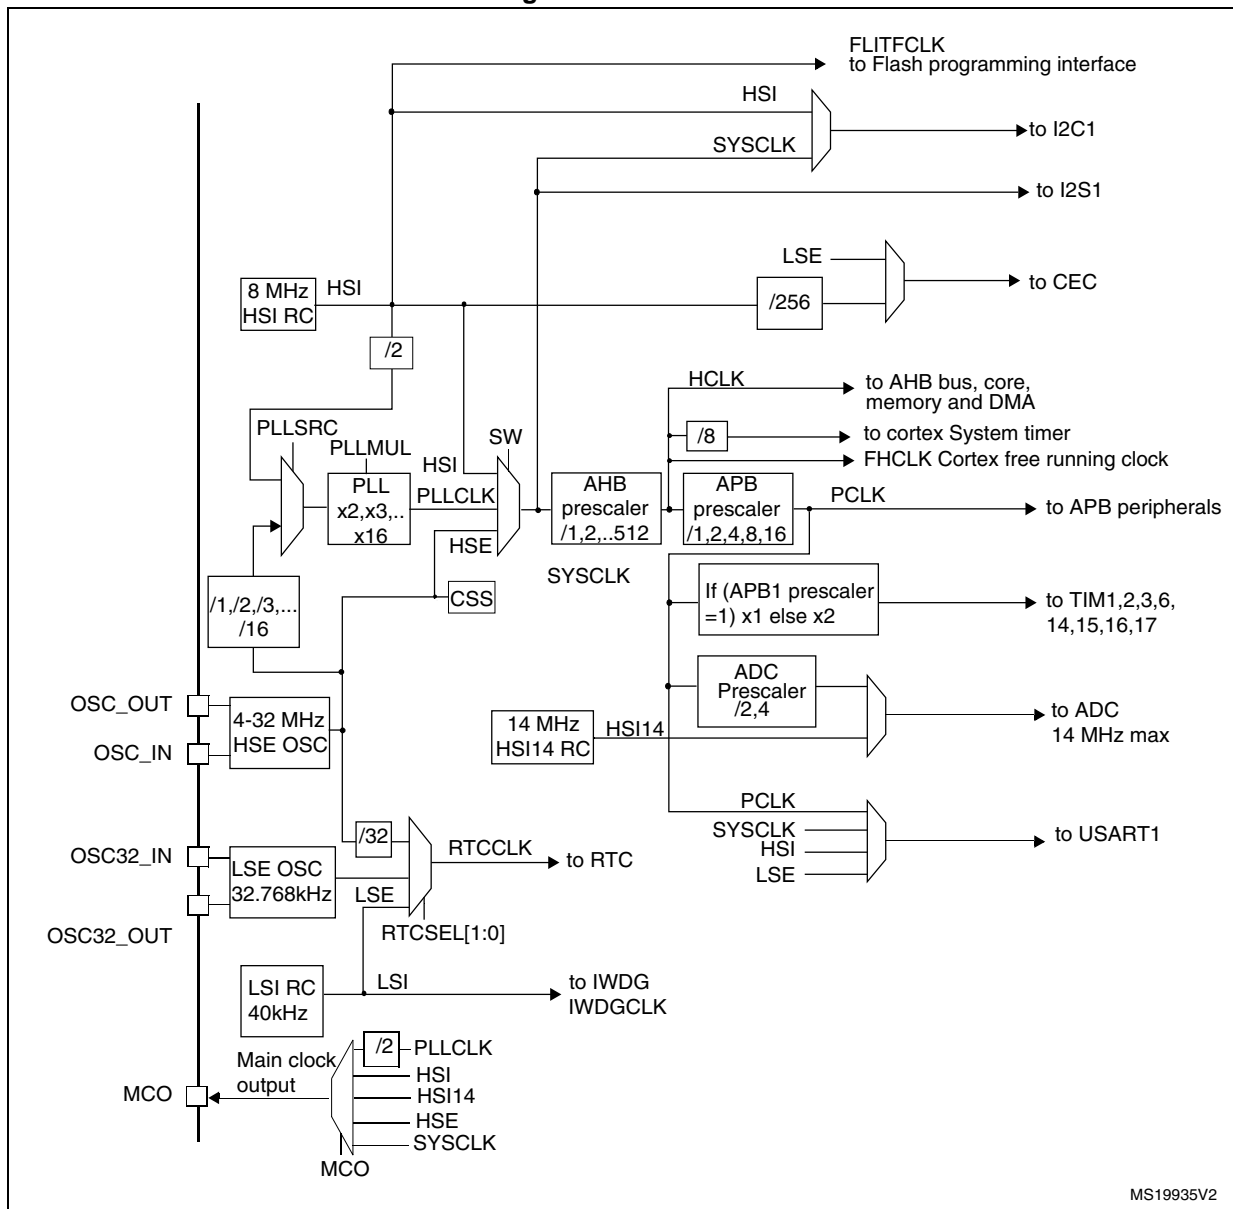 FLITFCLK
to Flash programming interface
HSI
to I2C1
SYSCLK
to I2S1
LSE
to CEC
8 MHz
HSI RC
HSI
/256
/2
HCLK
to AHB bus, core,
memory and DMA
PLLSRC
SW
/8
to cortex System timer
PLLMUL
HSI
FHCLK Cortex free running clock
PLL
x2,x3,..
x16
PLLCLK
AHB
prescaler
/1,2,..512
APB
prescaler
/1,2,4,8,16
PCLK
to APB peripherals
HSE
SYSCLK
/1,/2,/3,...
/16
CSS
If (APB1 prescaler
=1) x1 else x2
to TIM1,2,3,6,
14,15,16,17
ADC
Prescaler
/2,4
OSC_OUT
4-32 MHz
HSE OSC
OSC_IN
14 MHz
HSI14 RC
HSI14
to ADC
14 MHz max
PCLK
SYSCLK
HSI
LSE
to USART1
/32
RTCCLK
to RTC
OSC32_IN
LSE OSC
32.768kHz
LSE
OSC32_OUT
RTCSEL[1:0]
LSI RC
40kHz
LSI
to IWDG
IWDGCLK
/2
PLLCLK
Main clock
output
HSI
MCO
HSI14
HSE
SYSCLK
MCO
MS19935V2